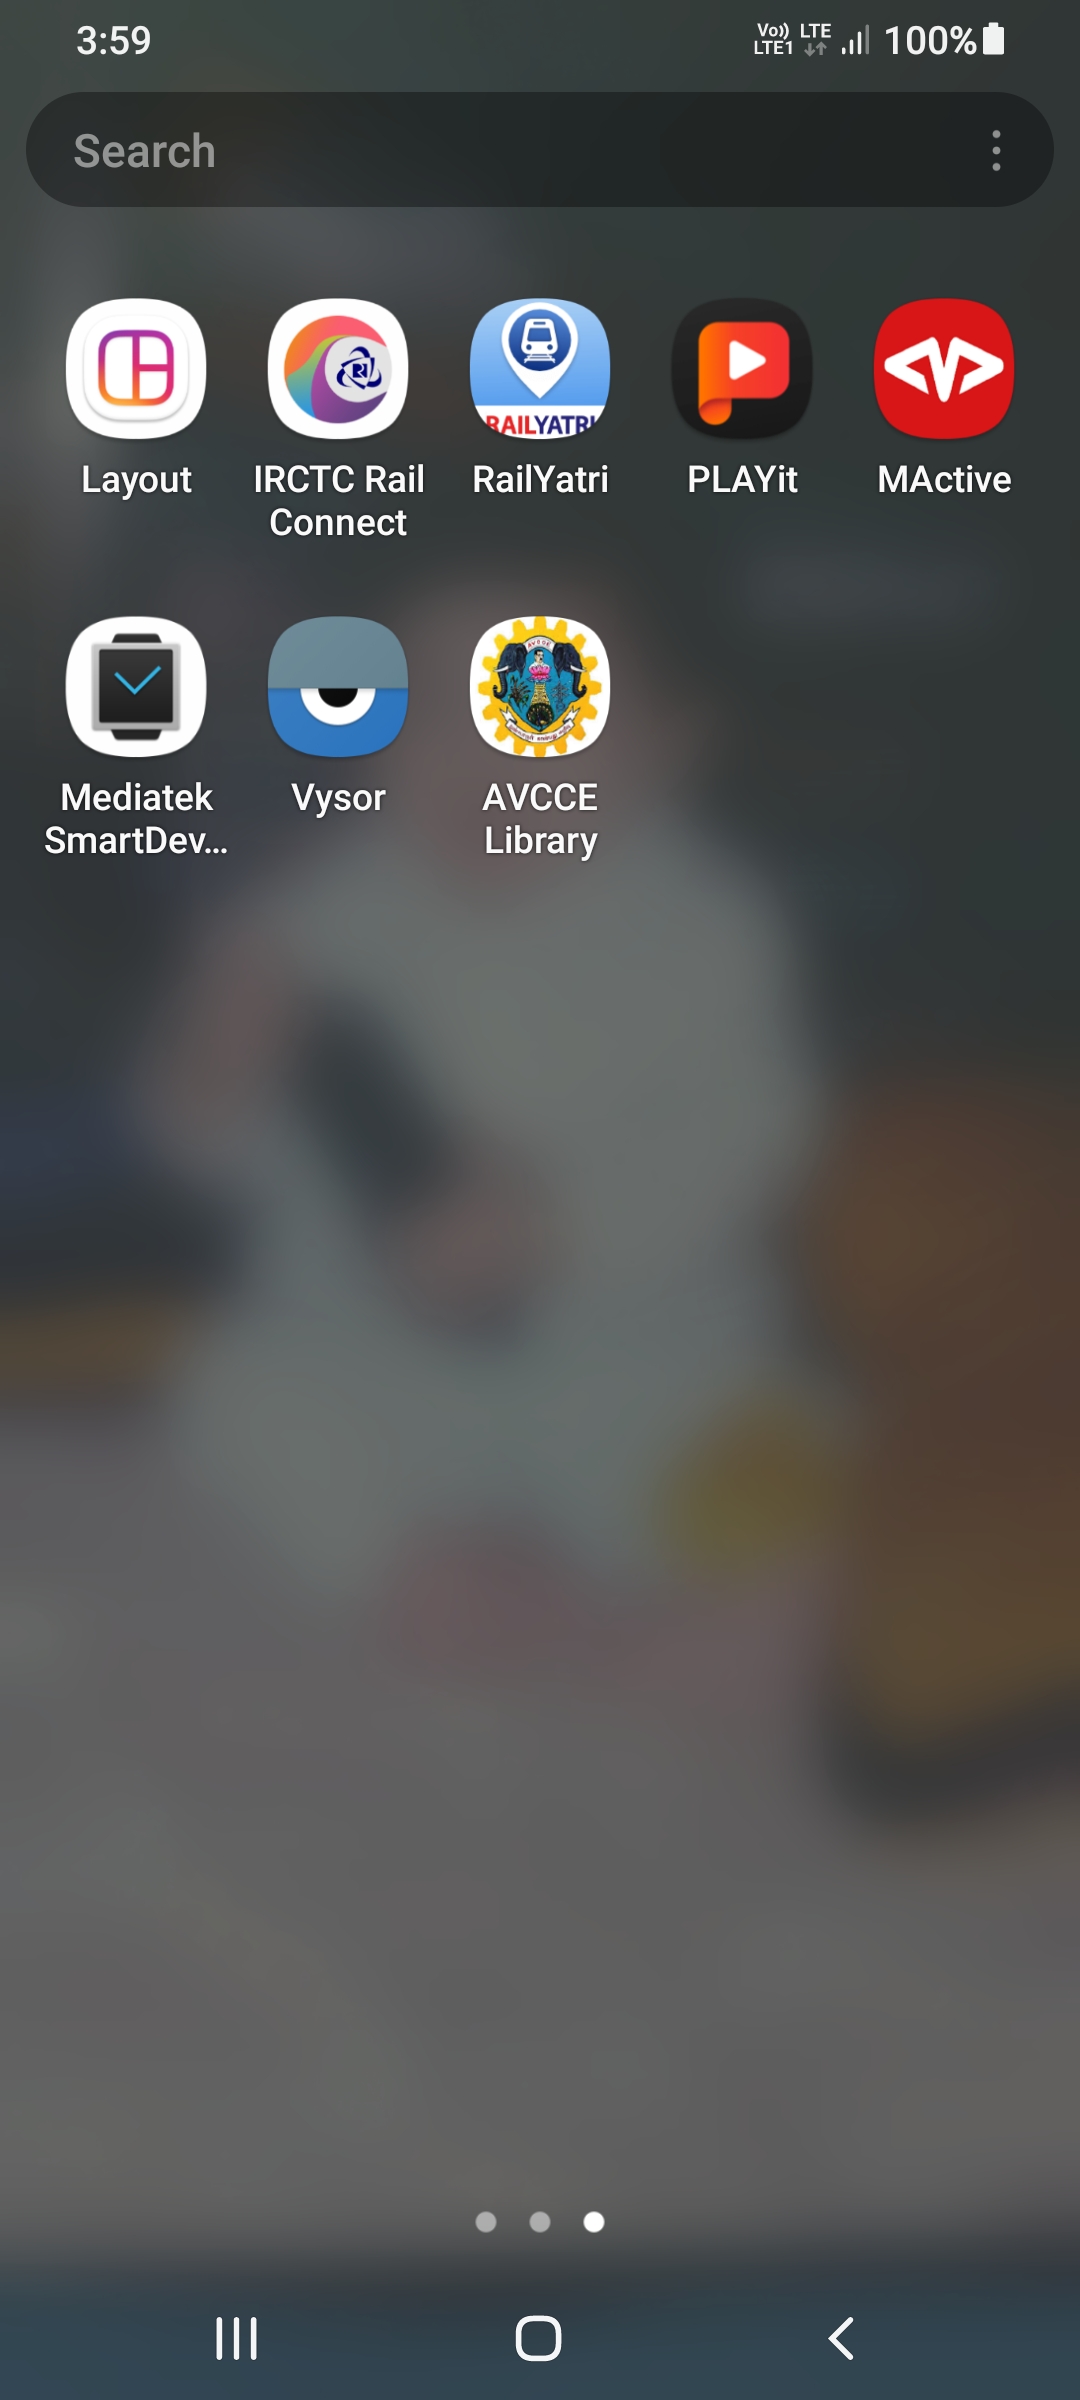 3:59
Vo)) LTE
LTE1
100%
Search
RAILYATRI
Layout
IRCTC Rail
Connect
RailYatri
PLAYit
MActive
AVCCE
Mediatek
SmartDev...
Vysor
AVCCE
Library